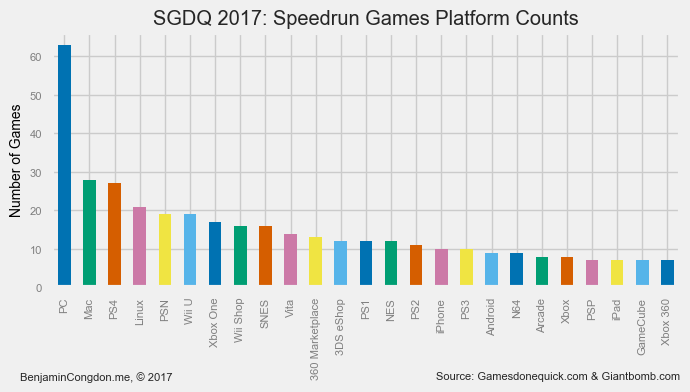 SGDQ 2017: Speedrun Games Platform Counts
Number of Games
60
50
40
30
20
10
0
PC
Mac
PS4
Linux
PSN
Wii U
Xbox One
Wii Shop
SNES
Vita
360 Marketplace
3DS eShop
PS1
NES
PS2
iPhone
PS3
Android
N64
Arcade
Xbox
PSP
iPad
GameCube
Xbox 360
BenjaminCongdon.me, © 2017
Source: Gamesdonequick.com & Giantbomb.com